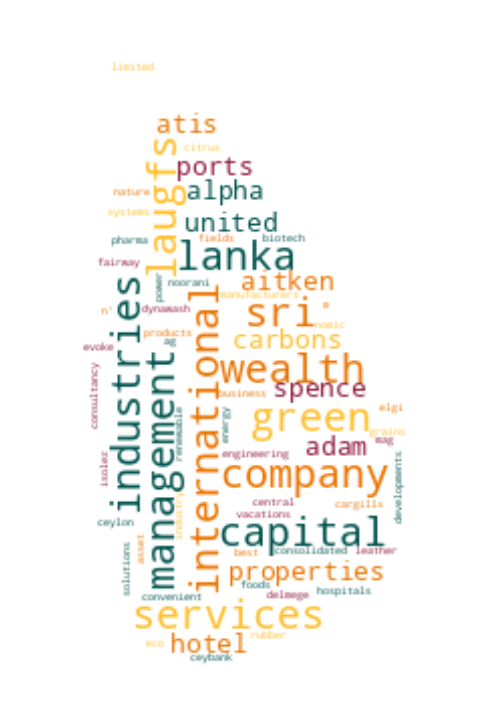 limited
atis
citrus
laugfs
ports
nature
alpha
systems
united
pharma
fields
biotech
lanka
fairway
power
noorani
aitken
manufacturers
industries
international
n'
dynawash
sri
nomic
products
ag
carbons
evoke
management
wealth
spence
business
consultancy
renewable
energy
green
elgi
grains
mag
adam
engineering
isolez
company
developments
industry
central
cargills
vacations
ceylon
capital
solutions
asset
best
consolidated
leather
properties
foods
hospitals
convenient
delmege
services
rubber
eco
hotel
ceybank